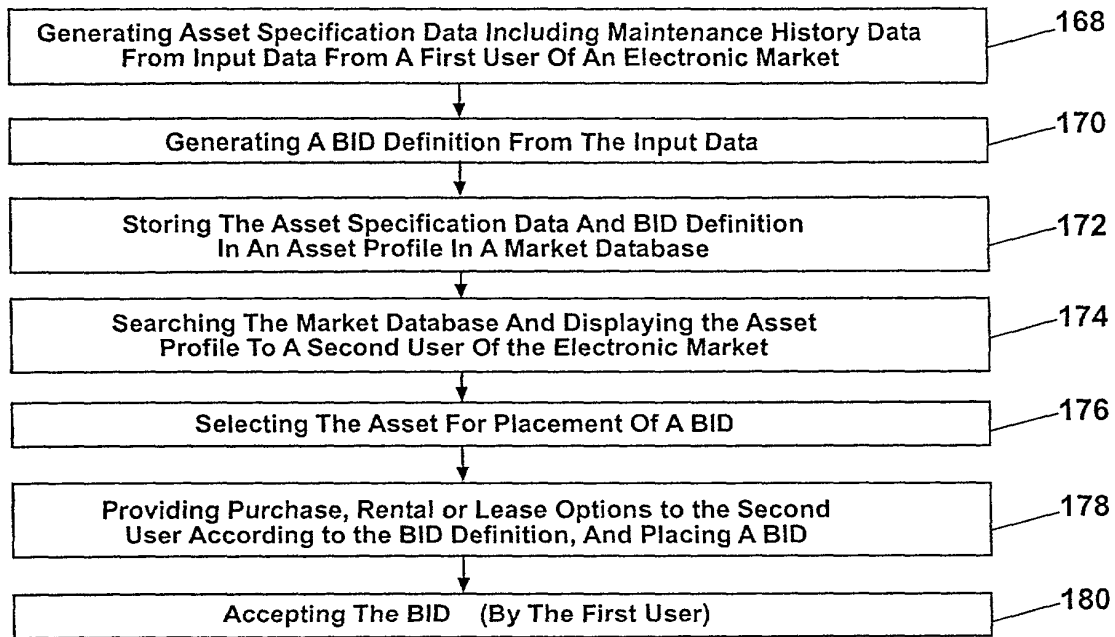 Generating Asset Specification Data Including Maintenance History Data
From Input Data From A First User Of An Electronic Market
168
Generating A BID Definition From The Input Data
170
Storing The Asset Specification Data And BID Definition
In An Asset Profile In A Market Database
172
Searching The Market Database And Displaying the Asset
Profile To A Second User Of the Electronic Market
174
Selecting The Asset For Placement Of A BID
176
Providing Purchase, Rental or Lease Options to the Second
User According to the BID Definition, And Placing A BID
178
Accepting The BID (By The First User)
180